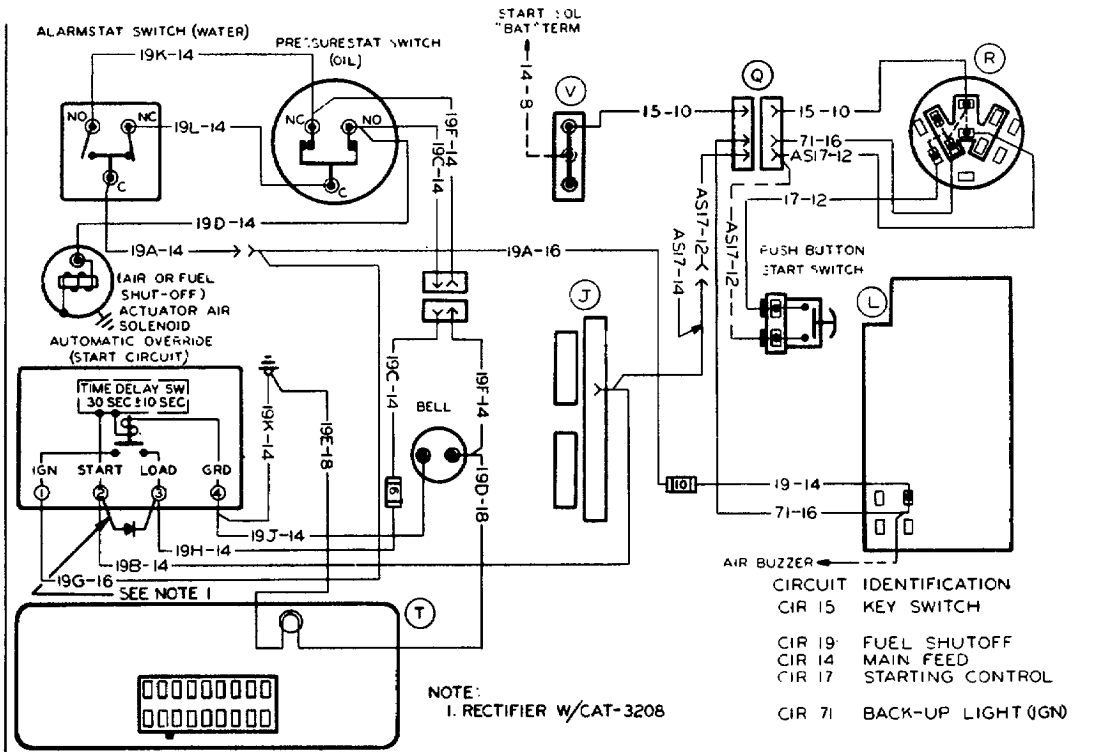 START SOL
"BAT" TERM
ALARMSTAT SWITCH (WATER)
PRESSURESTAT SWITCH
(OIL)
19K-14
14-8
V
Q
R
NO
NC
19L-14
NC
NO
C
C
19F-14
19C-14
15-10
15-10
71-16
AS17-12
17-12
19D-14
19A-14
19A-16
AS17-12
AS17-14
AS17-12
PUSH BUTTON
START SWITCH
(AIR OR FUEL
SHUT-OFF)
ACTUATOR AIR
SOLENOID
J
L
AUTOMATIC OVERRIDE
(START CIRCUIT)
TIME DELAY SW
30 SEC ±10 SEC
IGN
START
LOAD
GRD
1
2
3
4
19K-14
19E-18
19C-14
19F-14
BELL
16
19D-18
10
19-14
71-16
19J-14
19H-14
19B-14
19G-16
SEE NOTE 1
AIR BUZZER
T
CIRCUIT IDENTIFICATION
CIR 15 KEY SWITCH
CIR 19 FUEL SHUTOFF
CIR 14 MAIN FEED
CIR 17 STARTING CONTROL
CIR 71 BACK-UP LIGHT (IGN)
NOTE:
1. RECTIFIER W/CAT-3208